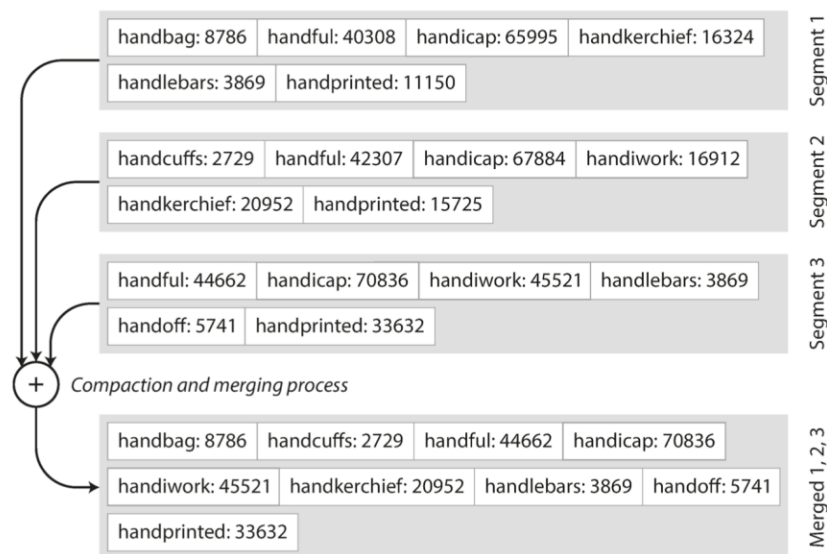 handbag: 8786 handful: 40308 handicap: 65995 handkerchief: 16324
handlebars: 3869 handprinted: 11150
Segment 1
handcuffs: 2729 handful: 42307 handicap: 67884 handiwork: 16912
handkerchief: 20952 handprinted: 15725
Segment 2
handful: 44662 handicap: 70836 handiwork: 45521 handlebars: 3869
handoff: 5741 handprinted: 33632
Segment 3
+ Compaction and merging process
handbag: 8786 handcuffs: 2729 handful: 44662 handicap: 70836
handiwork: 45521 handkerchief: 20952 handlebars: 3869 handoff: 5741
handprinted: 33632
Merged 1, 2, 3